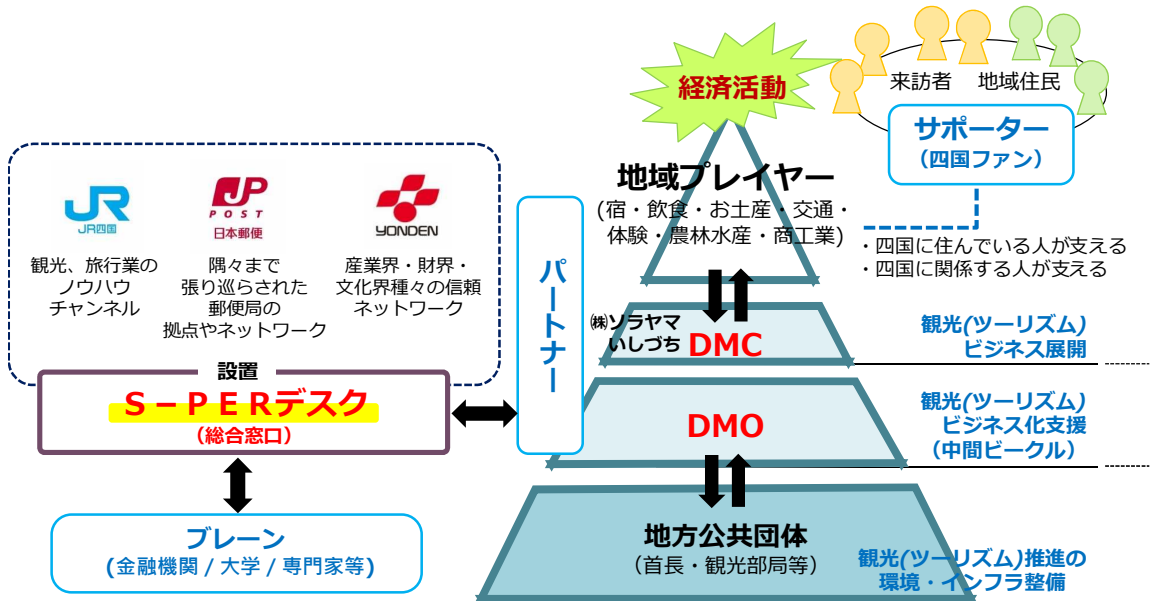 経済活動
来訪者 地域住民
サポーター
（四国ファン）
・四国に住んでいる人が支える
・四国に関係する人が支える
地域プレイヤー
(宿・飲食・お土産・交通・
体験・農林水産・商工業)
JR
JR四国
観光、旅行業の
ノウハウ
チャンネル
JP
POST
日本郵便
隅々まで
張り巡らされた
郵便局の
拠点やネットワーク
YONDEN
産業界・財界・
文化界種々の信頼
ネットワーク
設置
S－PERデスク
（総合窓口）
ブレーン
(金融機関 / 大学 / 専門家等)
パートナー
㈱ソラヤマ
いしづち
DMC
観光(ツーリズム)
ビジネス展開
DMO
観光(ツーリズム)
ビジネス化支援
（中間ビークル）
地方公共団体
（首長・観光部局等）
観光(ツーリズム)推進の
環境・インフラ整備